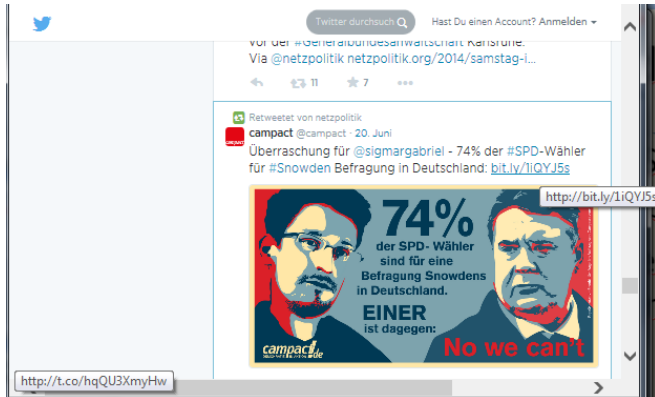 Twitter durchsuch
Hast Du einen Account? Anmelden
vor der #Generalbundesanwaltschaft Karlsruhe.
Via @netzpolitik netzpolitik.org/2014/samstag-i...
11
7
Retweetet von netzpolitik
campact @campact · 20. Juni
Überraschung für @sigmargabriel - 74% der #SPD-Wähler
für #Snowden Befragung in Deutschland: bit.ly/1iQYJ5s
http://bit.ly/1iQYJ5s
74%
der SPD- Wähler
sind für eine
Befragung Snowdens
in Deutschland.
EINER
ist dagegen:
No we can't
campact.de
http://t.co/hqQU3XmyHw